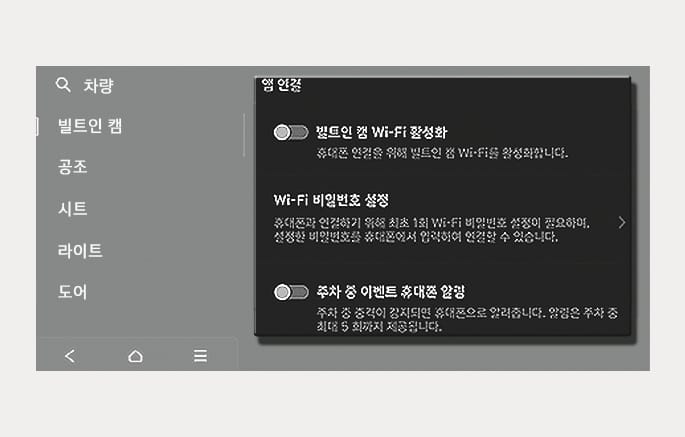 차량
빌트인 캠
공조
시트
라이트
도어
앱 연결
빌트인 캠 Wi-Fi 활성화
휴대폰 연결을 위해 빌트인 캠 Wi-Fi를 활성화합니다.
Wi-Fi 비밀번호 설정
휴대폰과 연결하기 위해 최초 1회 Wi-Fi 비밀번호 설정이 필요하며,
설정한 비밀번호를 휴대폰에서 입력하여 연결할 수 있습니다.
주차 중 이벤트 휴대폰 알림
주차 중 충격이 감지되면 휴대폰으로 알려줍니다. 알림은 주차 중
최대 5 회까지 제공됩니다.